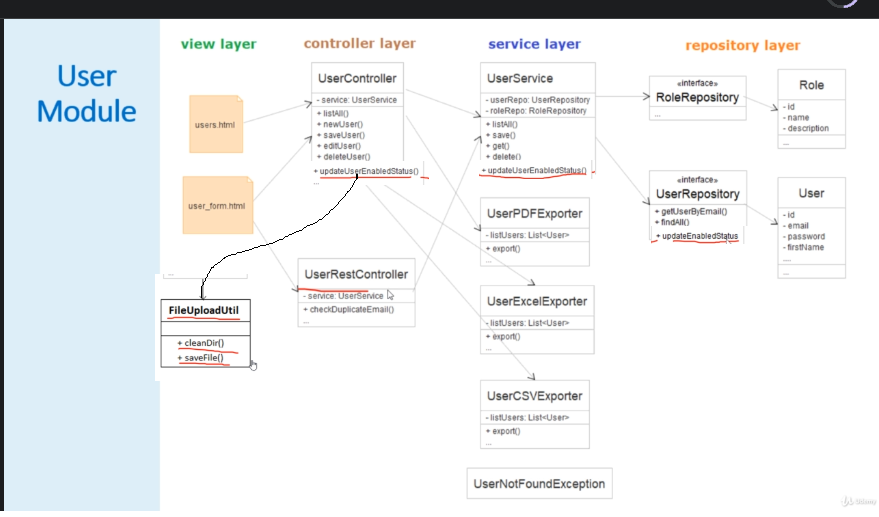 User
Module
view layer
controller layer
service layer
repository layer
users.html
user_form.html
...
FileUploadUtil
+ cleanDir()
+ saveFile()
UserController
- service: UserService
+ listAll()
+ newUser()
+ saveUser()
+ editUser()
+ deleteUser()
+ updateUserEnabledStatus()
...
UserRestController
- service: UserService
+ checkDuplicateEmail()
...
UserService
- userRepo: UserRepository
- roleRepo: RoleRepository
+ listAll()
+ save()
+ get()
+ delete()
+ updateUserEnabledStatus()
UserPDFExporter
- listUsers: List<User>
+ export()
...
UserExcelExporter
- listUsers: List<User>
+ export()
...
UserCSVExporter
- listUsers: List<User>
+ export()
...
UserNotFoundException
«interface»
RoleRepository
...
«interface»
UserRepository
+ getUserByEmail()
+ findAll()
+ updateEnabledStatus
Role
- id
- name
- description
...
User
- id
- email
- password
- firstName
....
...
Udemy